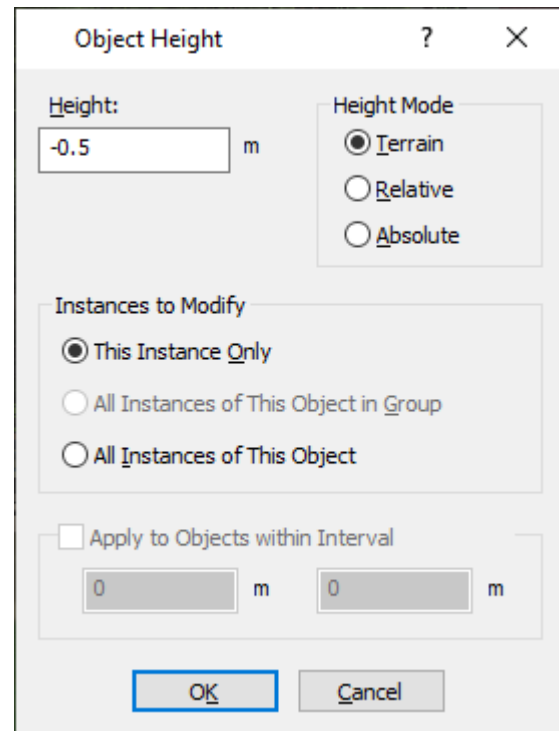 Object Height
?
Height:
-0.5 m
Height Mode
Terrain
Relative
Absolute
Instances to Modify
This Instance Only
All Instances of This Object in Group
All Instances of This Object
Apply to Objects within Interval
0 m 0 m
OK Cancel